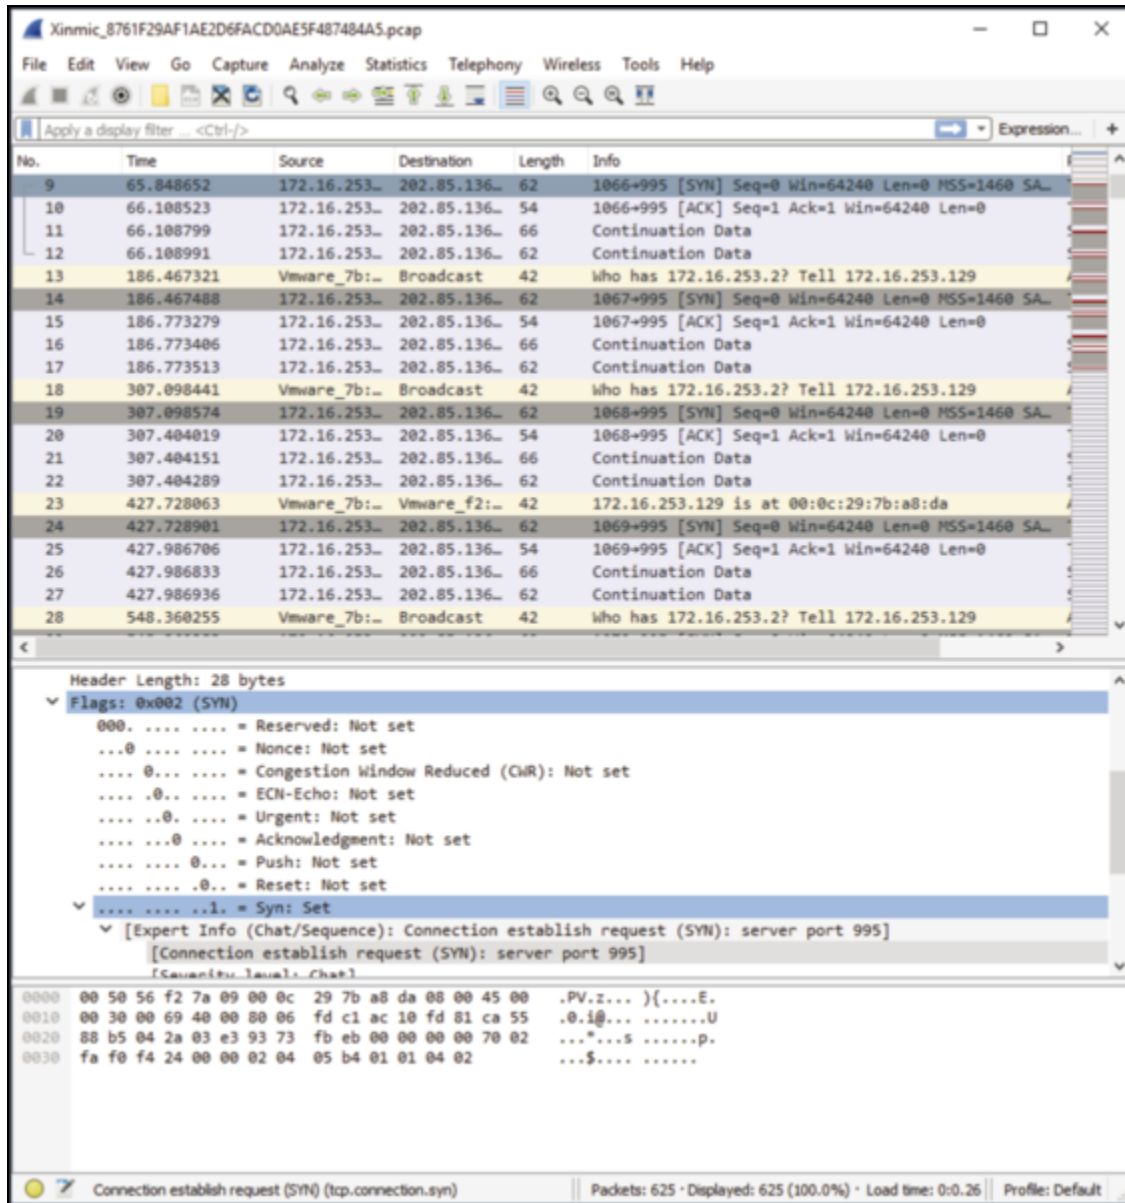 Xinmic_8761F29AF1AE2D6FACD0AE5F487484A5.pcap
File Edit View Go Capture Analyze Statistics Telephony Wireless Tools Help
Apply a display filter ... <Ctrl-/> Expression... +
No. Time Source Destination Length Info
9 65.848652 172.16.253… 202.85.136… 62 1066→995 [SYN] Seq=0 Win=64240 Len=0 MSS=1460 SA…
10 66.108523 172.16.253… 202.85.136… 54 1066→995 [ACK] Seq=1 Ack=1 Win=64240 Len=0
11 66.108799 172.16.253… 202.85.136… 66 Continuation Data
12 66.108991 172.16.253… 202.85.136… 62 Continuation Data
13 186.467321 Vmware_7b:… Broadcast 42 Who has 172.16.253.2? Tell 172.16.253.129
14 186.467488 172.16.253… 202.85.136… 62 1067→995 [SYN] Seq=0 Win=64240 Len=0 MSS=1460 SA…
15 186.773279 172.16.253… 202.85.136… 54 1067→995 [ACK] Seq=1 Ack=1 Win=64240 Len=0
16 186.773406 172.16.253… 202.85.136… 66 Continuation Data
17 186.773513 172.16.253… 202.85.136… 62 Continuation Data
18 307.098441 Vmware_7b:… Broadcast 42 Who has 172.16.253.2? Tell 172.16.253.129
19 307.098574 172.16.253… 202.85.136… 62 1068→995 [SYN] Seq=0 Win=64240 Len=0 MSS=1460 SA…
20 307.404019 172.16.253… 202.85.136… 54 1068→995 [ACK] Seq=1 Ack=1 Win=64240 Len=0
21 307.404151 172.16.253… 202.85.136… 66 Continuation Data
22 307.404289 172.16.253… 202.85.136… 62 Continuation Data
23 427.728063 Vmware_7b:… Vmware_f2:… 42 172.16.253.129 is at 00:0c:29:7b:a8:da
24 427.728901 172.16.253… 202.85.136… 62 1069→995 [SYN] Seq=0 Win=64240 Len=0 MSS=1460 SA…
25 427.986706 172.16.253… 202.85.136… 54 1069→995 [ACK] Seq=1 Ack=1 Win=64240 Len=0
26 427.986833 172.16.253… 202.85.136… 66 Continuation Data
27 427.986936 172.16.253… 202.85.136… 62 Continuation Data
28 548.360255 Vmware_7b:… Broadcast 42 Who has 172.16.253.2? Tell 172.16.253.129
Header Length: 28 bytes
Flags: 0x002 (SYN)
000. .... .... = Reserved: Not set
...0 .... .... = Nonce: Not set
.... 0... .... = Congestion Window Reduced (CWR): Not set
.... .0.. .... = ECN-Echo: Not set
.... ..0. .... = Urgent: Not set
.... ...0 .... = Acknowledgment: Not set
.... .... 0... = Push: Not set
.... .... .0.. = Reset: Not set
.... .... ..1. = Syn: Set
[Expert Info (Chat/Sequence): Connection establish request (SYN): server port 995]
[Connection establish request (SYN): server port 995]
[Severity level: Chat]
0000 00 50 56 f2 7a 09 00 0c 29 7b a8 da 08 00 45 00 .PV.z... ){....E.
0010 00 30 00 69 40 00 80 06 fd c1 ac 10 fd 81 ca 55 .0.i@... .......U
0020 88 b5 04 2a 03 e3 93 73 fb eb 00 00 00 00 70 02 ...*...s ......p.
0030 fa f0 f4 24 00 00 02 04 05 b4 01 01 04 02 ...$.... ......
Connection establish request (SYN) (tcp.connection.syn) Packets: 625 · Displayed: 625 (100.0%) · Load time: 0:0.26 Profile: Default